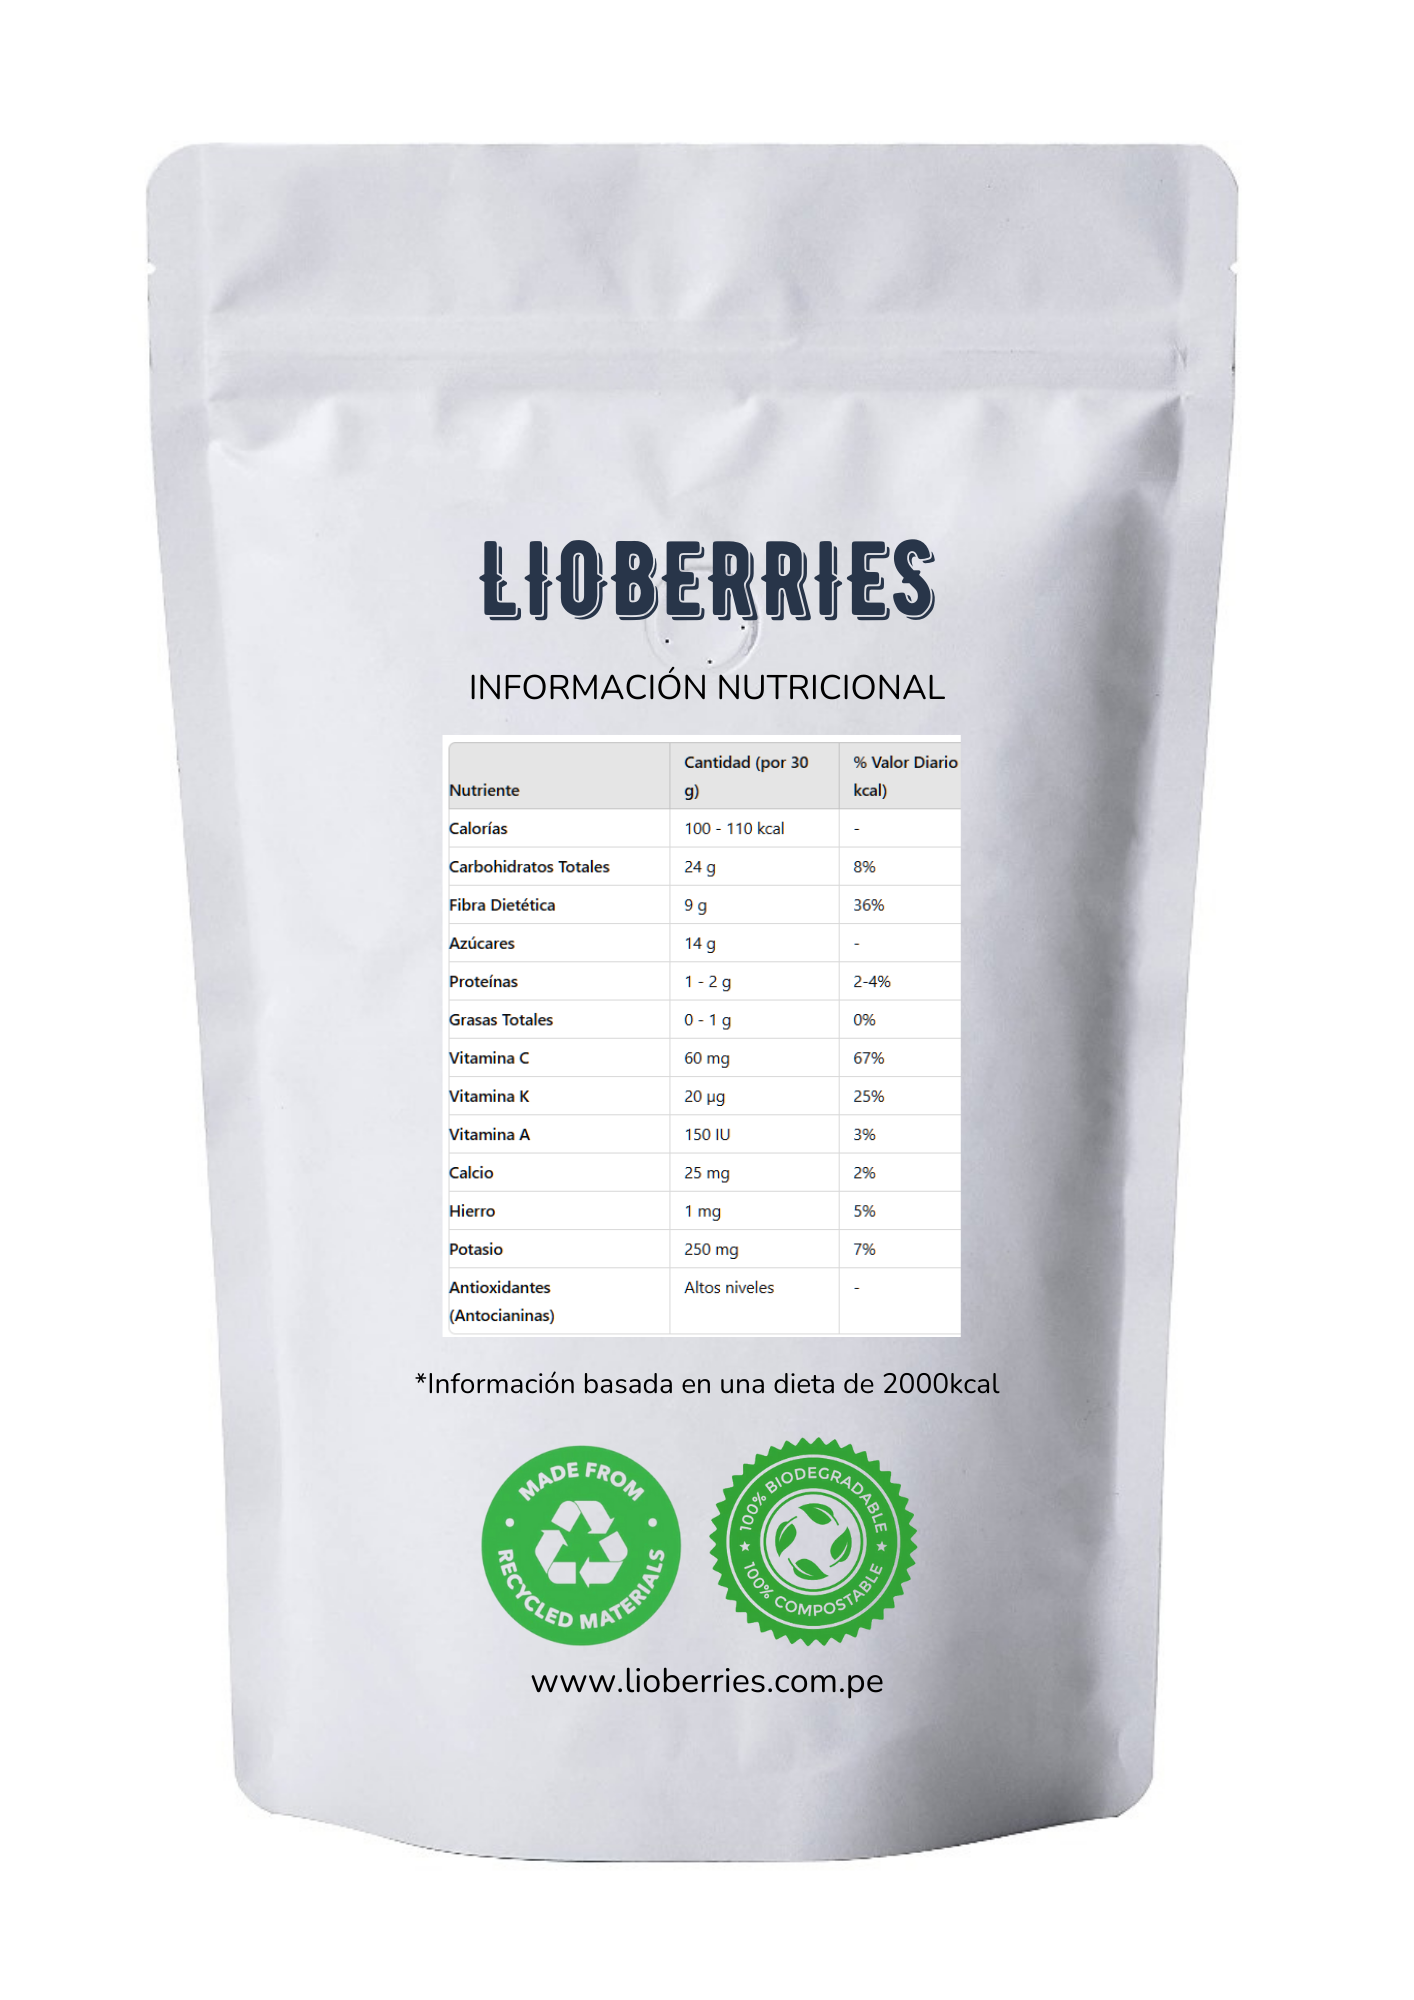 LIOBERRIES
INFORMACIÓN NUTRICIONAL
Nutriente Cantidad (por 30 g) % Valor Diario kcal)
Calorías 100 - 110 kcal -
Carbohidratos Totales 24 g 8%
Fibra Dietética 9 g 36%
Azúcares 14 g -
Proteínas 1 - 2 g 2-4%
Grasas Totales 0 - 1 g 0%
Vitamina C 60 mg 67%
Vitamina K 20 µg 25%
Vitamina A 150 IU 3%
Calcio 25 mg 2%
Hierro 1 mg 5%
Potasio 250 mg 7%
Antioxidantes (Antocianinas) Altos niveles -
*Información basada en una dieta de 2000kcal
MADE FROM
RECYCLED MATERIALS
100% BIODEGRADABLE
100% COMPOSTABLE
www.lioberries.com.pe